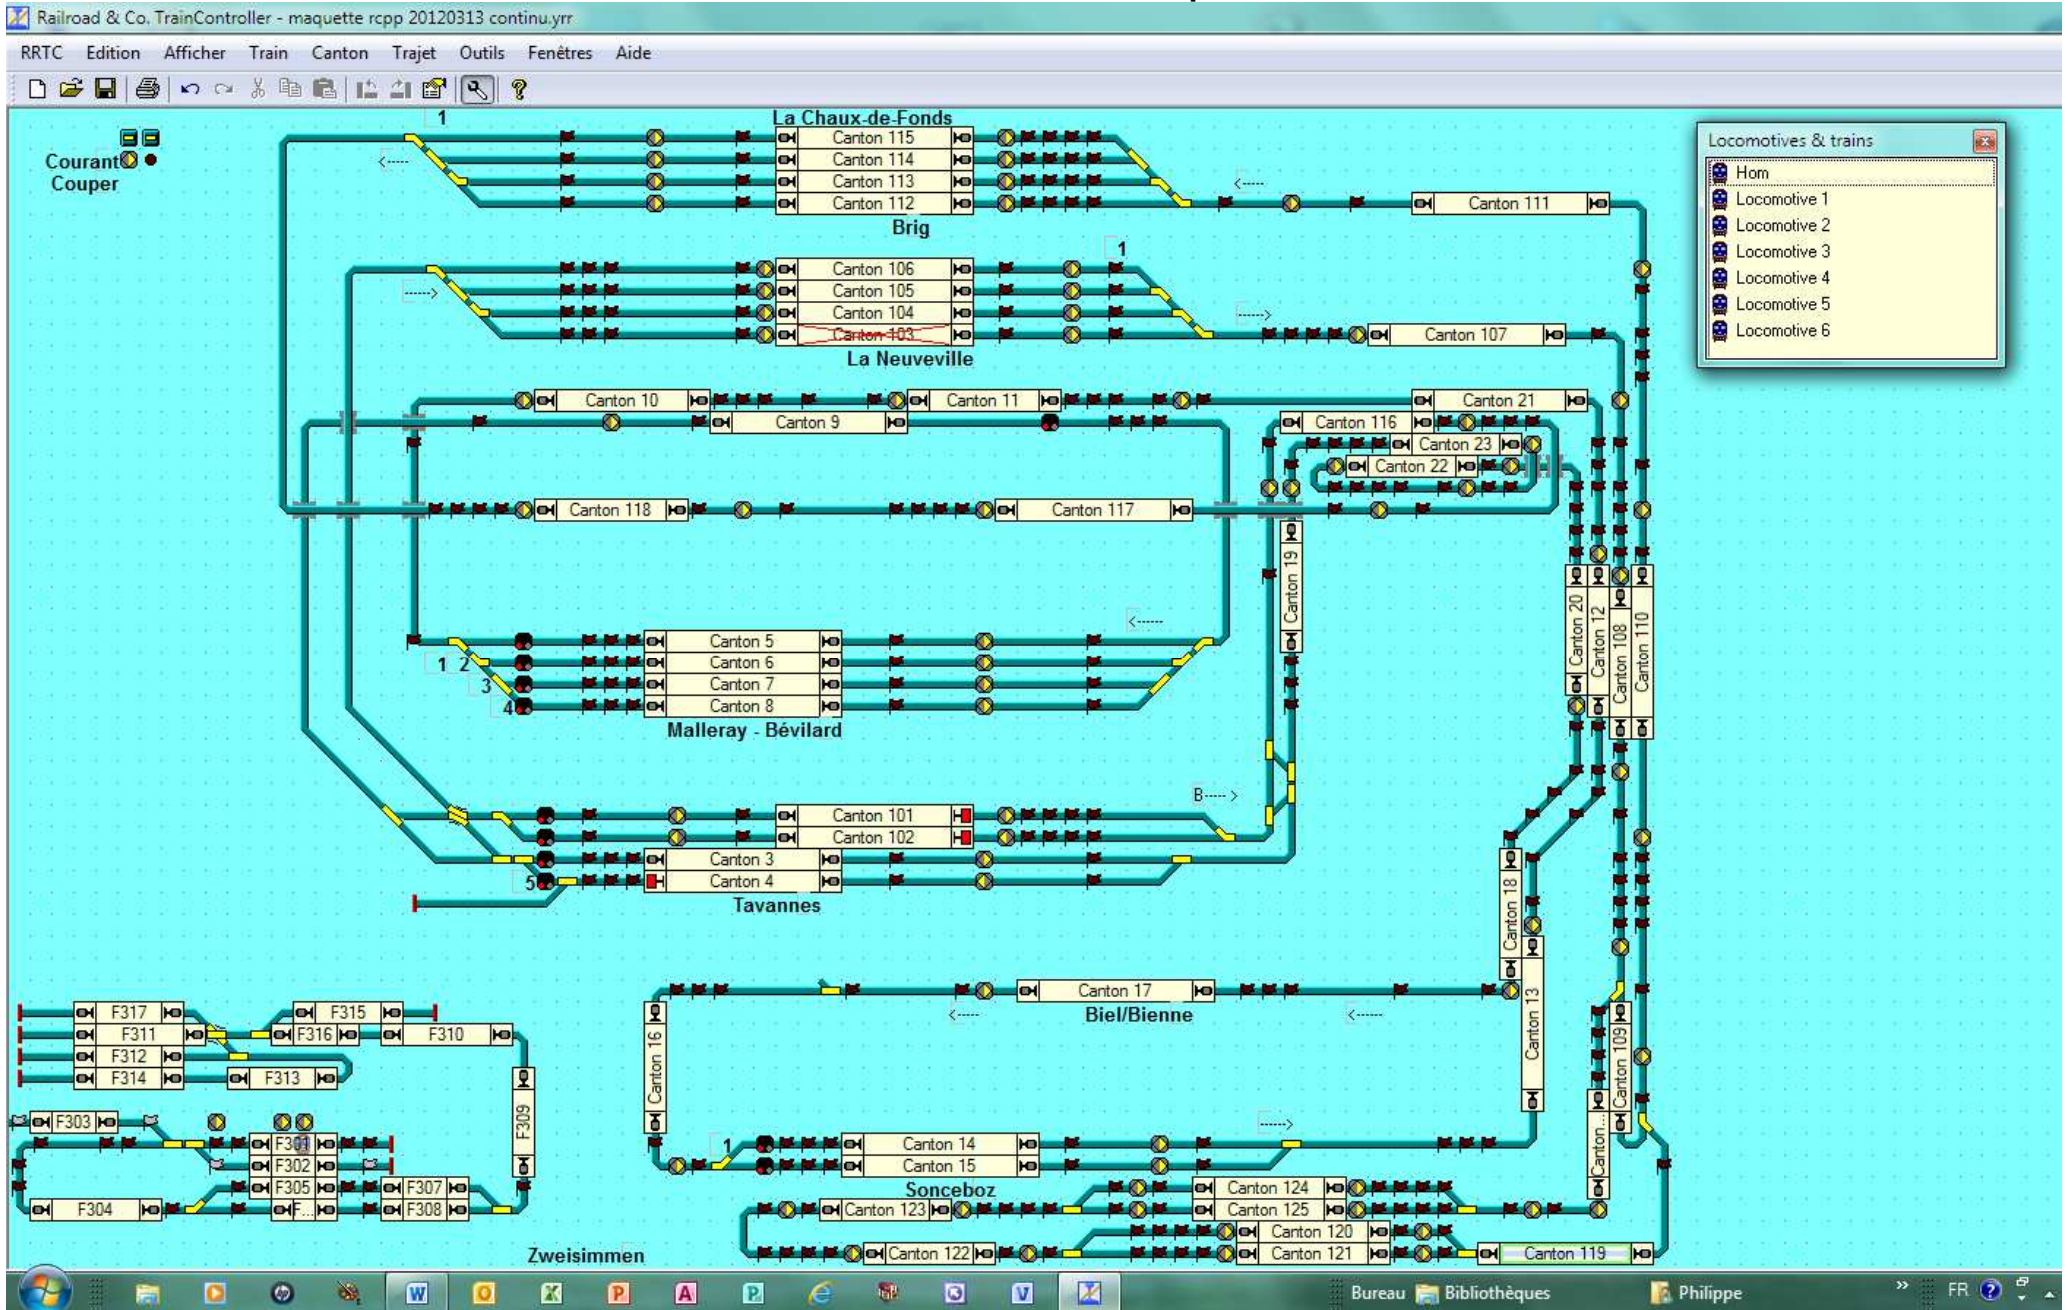 Railroad & Co. TrainController - maquette rcpp 20120313 continu.yrr
RRTC Edition Afficher Train Canton Trajet Outils Fenêtres Aide
1 La Chaux-de-Fonds
Courant
Couper
Canton 115
Canton 114
Canton 113
Canton 112
Brig
Canton 111
Locomotives & trains
Hom
Locomotive 1
Locomotive 2
Locomotive 3
Locomotive 4
Locomotive 5
Locomotive 6
1
Canton 106
Canton 105
Canton 104
Canton 103
La Neuveville
Canton 107
Canton 10 Canton 11 Canton 21
Canton 9 Canton 116
Canton 23
Canton 22
Canton 118 Canton 117
Canton 19
Canton 20
Canton 12
Canton 108
Canton 110
1 2
3
4
Canton 5
Canton 6
Canton 7
Canton 8
Malleray - Bévilard
B----->
Canton 101
Canton 102
Canton 3
5 Canton 4
Tavannes
Canton 18
Canton 13
Canton 17
Biel/Bienne
Canton 16
Canton 109
Canton...
F317 F315
F311 F316 F310
F312
F314 F313
F309
F303
F301
F302
F305 F307
F304 F... F308
1 Canton 14
Canton 15
Sonceboz
Canton 124
Canton 123 Canton 125
Canton 120
Canton 122 Canton 121 Canton 119
Zweisimmen
Bureau Bibliothèques Philippe » FR